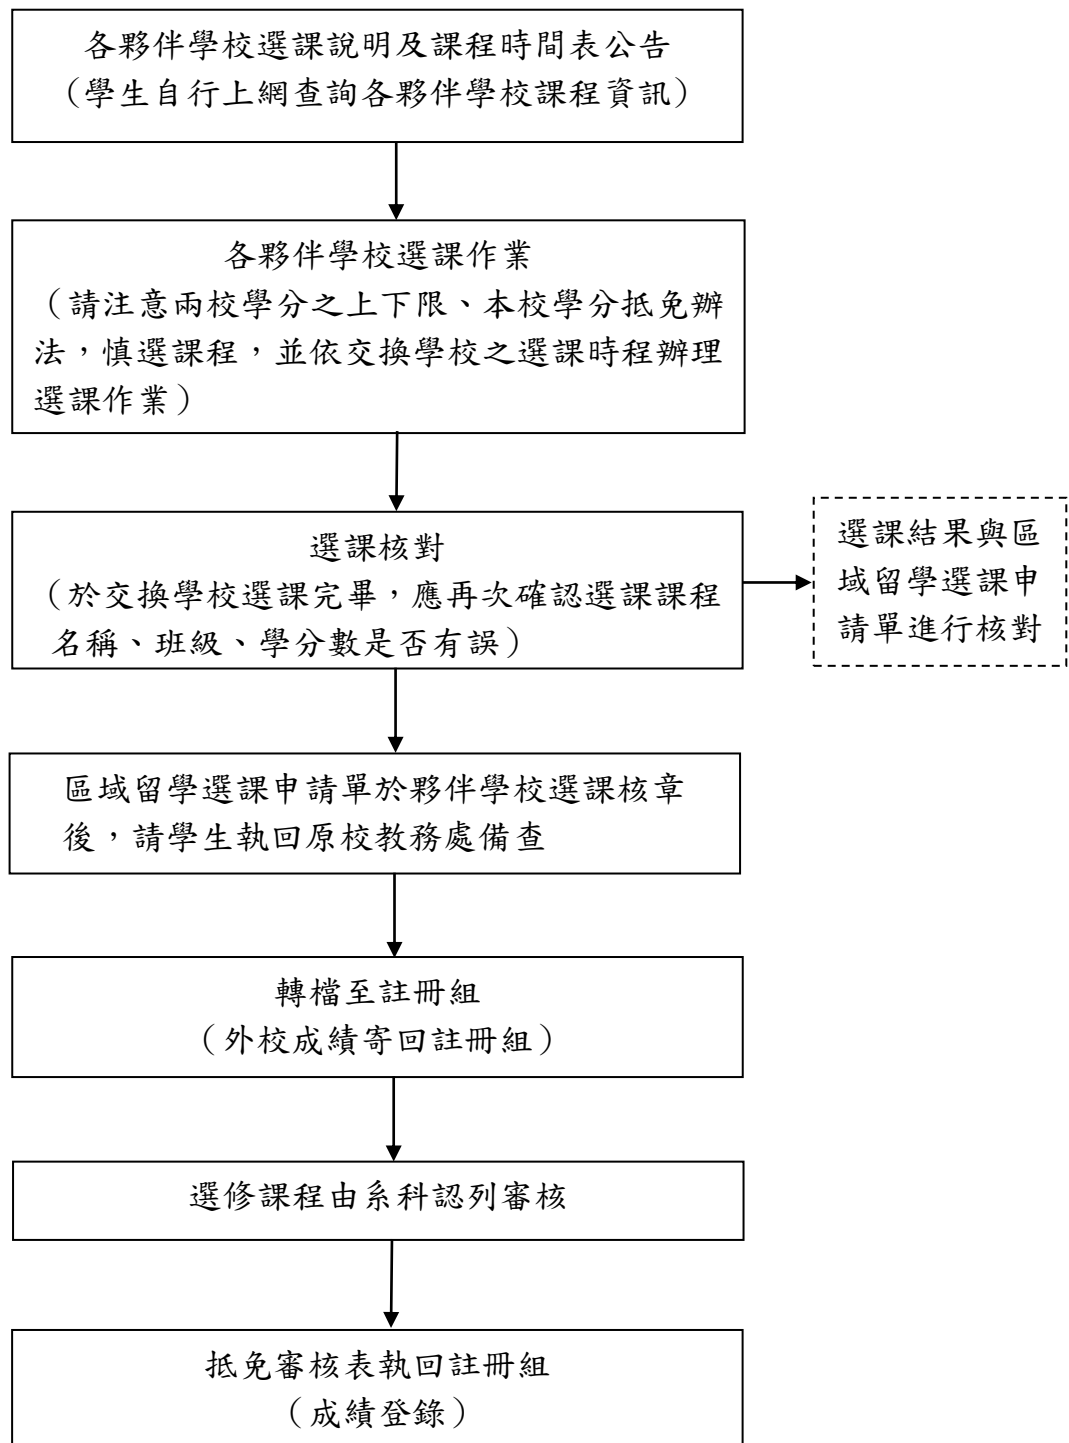 各夥伴學校選課說明及課程時間表公告
（學生自行上網查詢各夥伴學校課程資訊）
各夥伴學校選課作業
（請注意兩校學分之上下限、本校學分抵免辦
法，慎選課程，並依交換學校之選課時程辦理
選課作業）
選課核對
（於交換學校選課完畢，應再次確認選課課程
名稱、班級、學分數是否有誤）
選課結果與區
域留學選課申
請單進行核對
區域留學選課申請單於夥伴學校選課核章
後，請學生執回原校教務處備查
轉檔至註冊組
（外校成績寄回註冊組）
選修課程由系科認列審核
抵免審核表執回註冊組
（成績登錄）